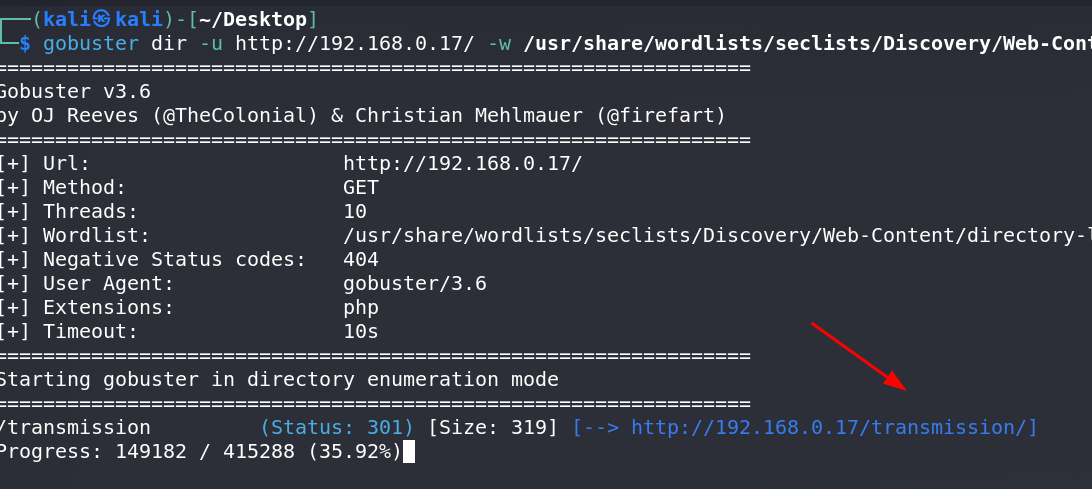 (kali㉿kali)-[~/Desktop]
$ gobuster dir -u http://192.168.0.17/ -w /usr/share/wordlists/seclists/Discovery/Web-Cont
===============================================================
Gobuster v3.6
by OJ Reeves (@TheColonial) & Christian Mehlmauer (@firefart)
===============================================================
[+] Url: http://192.168.0.17/
[+] Method: GET
[+] Threads: 10
[+] Wordlist: /usr/share/wordlists/seclists/Discovery/Web-Content/directory-l
[+] Negative Status codes: 404
[+] User Agent: gobuster/3.6
[+] Extensions: php
[+] Timeout: 10s
===============================================================
Starting gobuster in directory enumeration mode
===============================================================
/transmission (Status: 301) [Size: 319] [--> http://192.168.0.17/transmission/]
Progress: 149182 / 415288 (35.92%)